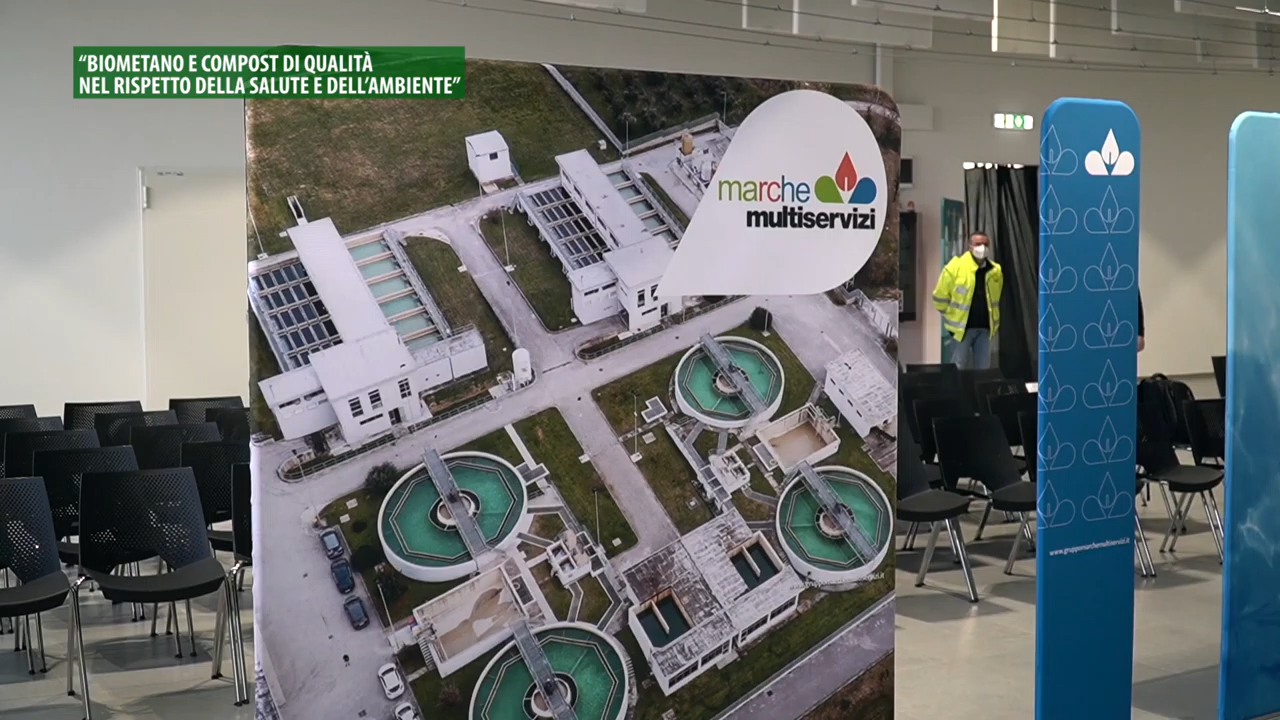 “BIOMETANO E COMPOST DI QUALITÀ
NEL RISPETTO DELLA SALUTE E DELL’AMBIENTE”
marche
multiservizi
www.gruppomarchemultiservizi.it